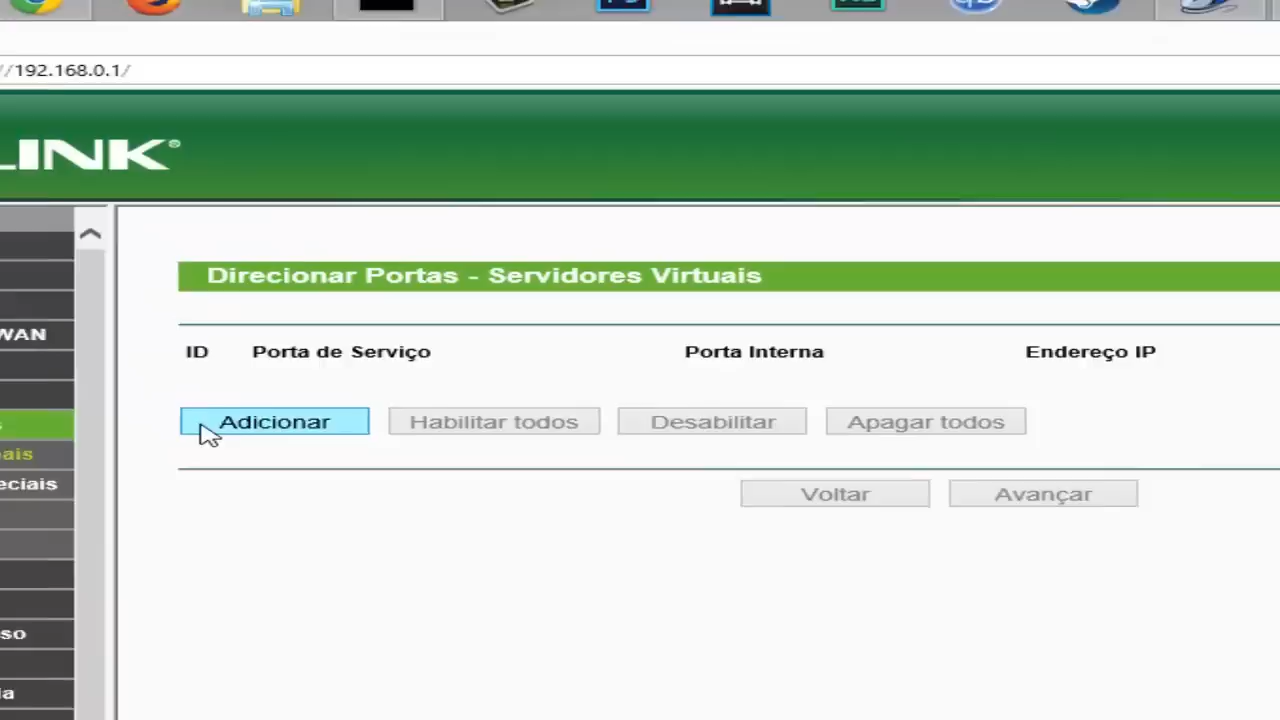 //192.168.0.1/
LINK®
Direcionar Portas - Servidores Virtuais
ID Porta de Serviço Porta Interna Endereço IP
Adicionar Habilitar todos Desabilitar Apagar todos
Voltar Avançar
WAN
s
ais
eciais
so
ia